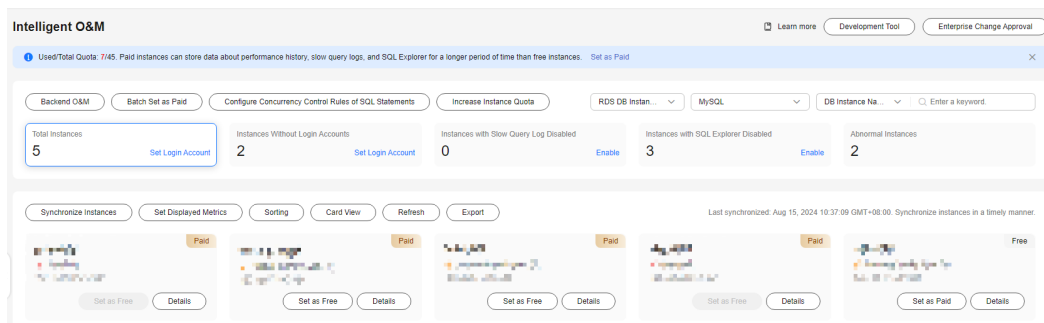 Intelligent O&M
Learn more
Development Tool
Enterprise Change Approval
Used/Total Quota: 7/45. Paid instances can store data about performance history, slow query logs, and SQL Explorer for a longer period of time than free instances. Set as Paid
Backend O&M
Batch Set as Paid
Configure Concurrency Control Rules of SQL Statements
Increase Instance Quota
RDS DB Instan...
MySQL
DB Instance Na...
Enter a keyword.
Total Instances
5
Set Login Account
Instances Without Login Accounts
2
Set Login Account
Instances with Slow Query Log Disabled
0
Enable
Instances with SQL Explorer Disabled
3
Enable
Abnormal Instances
2
Synchronize Instances
Set Displayed Metrics
Sorting
Card View
Refresh
Export
Last synchronized: Aug 15, 2024 10:37:09 GMT+08:00. Synchronize instances in a timely manner.
Paid
Set as Free
Details
Paid
Set as Free
Details
Paid
Set as Free
Details
Paid
Set as Free
Details
Free
Set as Paid
Details